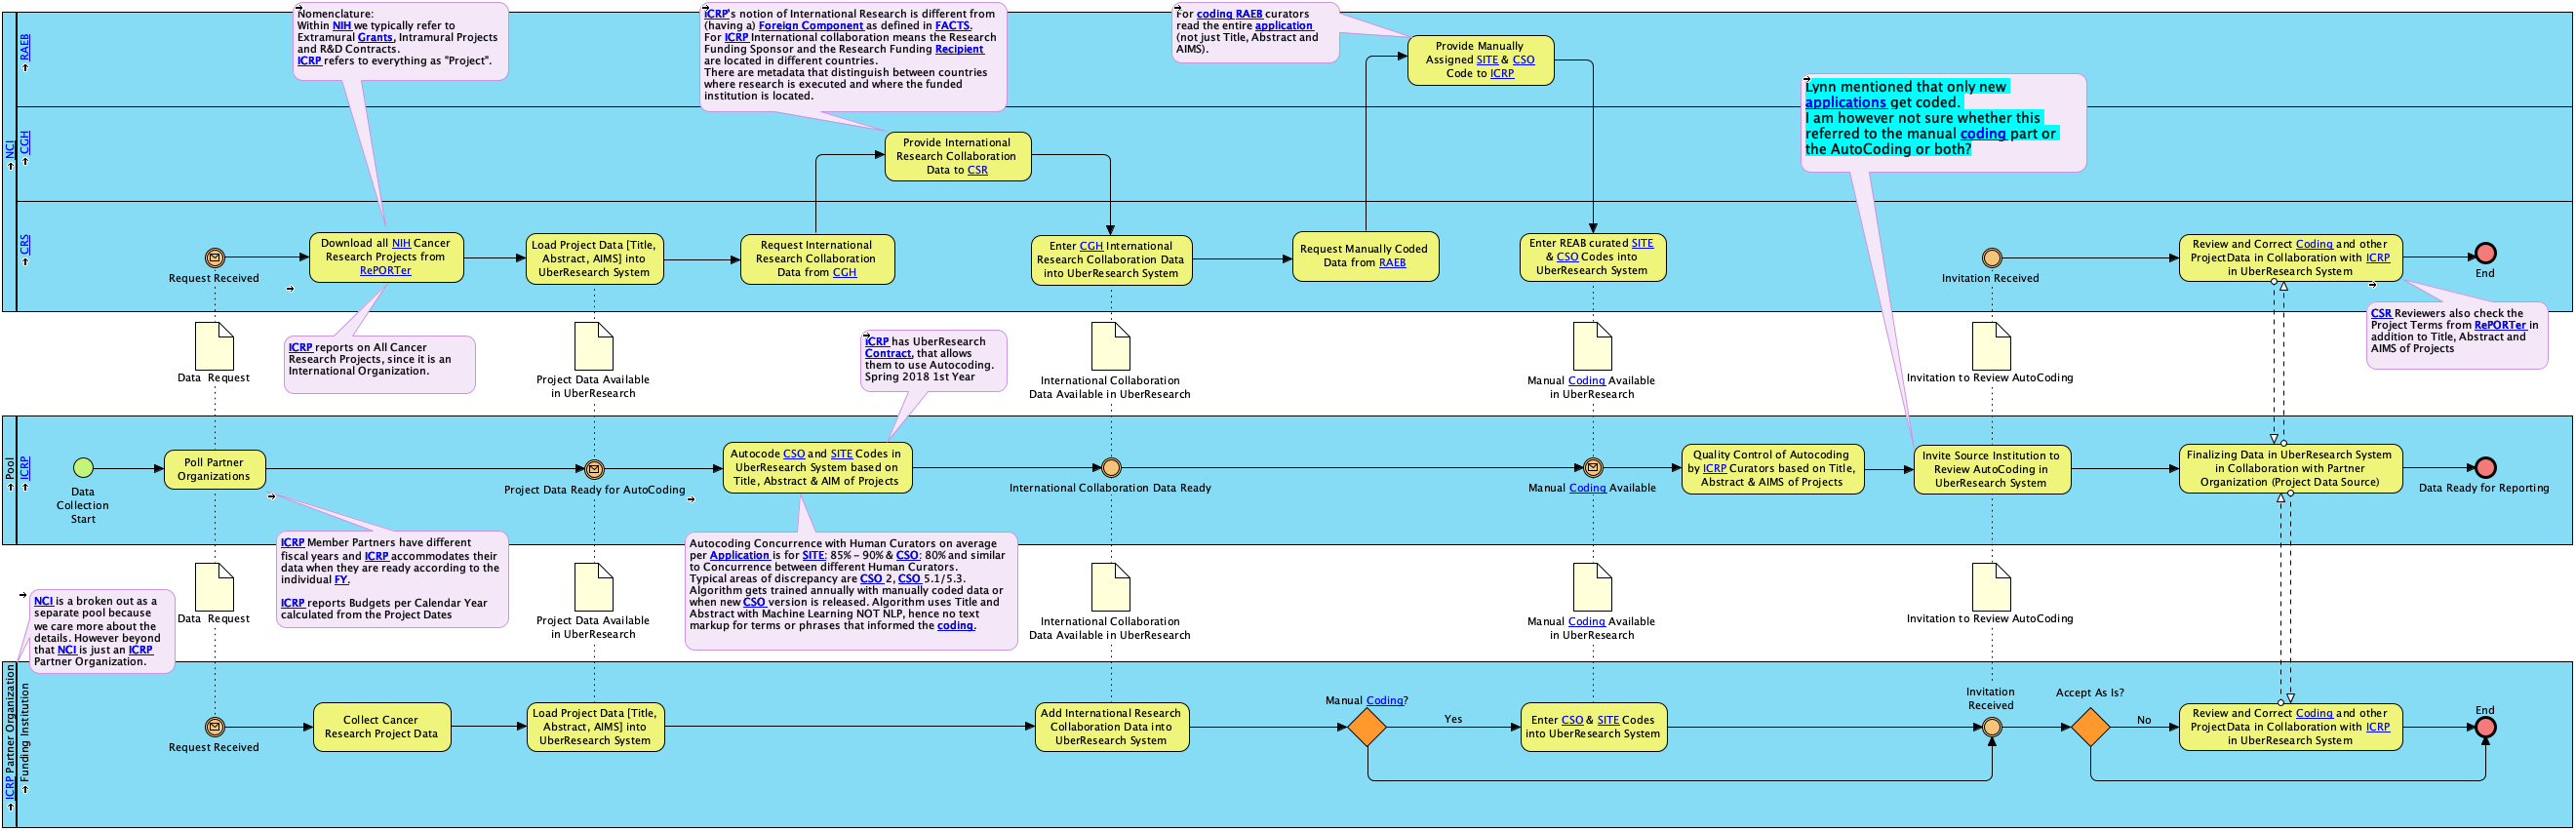 Nomenclature:
Within NIH we typically refer to
Extramural Grants, Intramural Projects
and R&D Contracts.
ICRP refers to everything as "Project".
ICRP's notion of International Research is different from
(having a) Foreign Component as defined in FACTS.
For ICRP International collaboration means the Research
Funding Sponsor and the Research Funding Recipient
are located in different countries.
There are metadata that distinguish between countries
where research is executed and where the funded
institution is located.
For coding RAEB curators
read the entire application
(not just Title, Abstract and
AIMS).
Provide Manually
Assigned SITE & CSO
Code to ICRP
Lynn mentioned that only new
applications get coded.
I am however not sure whether this
referred to the manual coding part or
the AutoCoding or both?
NCI
RAEB
CGH
CRS
Provide International
Research Collaboration
Data to CSR
Request Received
Download all NIH Cancer
Research Projects from
RePORTer
Load Project Data [Title,
Abstract, AIMS] into
UberResearch System
Request International
Research Collaboration
Data from CGH
Enter CGH International
Research Collaboration Data
into UberResearch System
Request Manually Coded
Data from RAEB
Enter REAB curated SITE
& CSO Codes into
UberResearch System
Invitation Received
Review and Correct Coding and other
ProjectData in Collaboration with ICRP
in UberResearch System
End
Data Request
ICRP reports on All Cancer
Research Projects, since it is an
International Organization.
Project Data Available
in UberResearch
ICRP has UberResearch
Contract, that allows
them to use Autocoding.
Spring 2018 1st Year
International Collaboration
Data Available in UberResearch
Manual Coding Available
in UberResearch
Invitation to Review AutoCoding
CSR Reviewers also check the
Project Terms from RePORTer in
addition to Title, Abstract and
AIMS of Projects
Pool
ICRP
Data
Collection
Start
Poll Partner
Organizations
Project Data Ready for AutoCoding
Autocode CSO and SITE Codes in
UberResearch System based on
Title, Abstract & AIM of Projects
International Collaboration Data Ready
Manual Coding Available
Quality Control of Autocoding
by ICRP Curators based on Title,
Abstract & AIMS of Projects
Invite Source Institution to
Review AutoCoding in
UberResearch System
Finalizing Data in UberResearch System
in Collaboration with Partner
Organization (Project Data Source)
Data Ready for Reporting
ICRP Member Partners have different
fiscal years and ICRP accommodates their
data when they are ready according to the
individual FY.
ICRP reports Budgets per Calendar Year
calculated from the Project Dates
Autocoding Concurrence with Human Curators on average
per Application is for SITE: 85% - 90% & CSO: 80% and similar
to Concurrence between different Human Curators.
Typical areas of discrepancy are CSO 2, CSO 5.1/5.3.
Algorithm gets trained annually with manually coded data or
when new CSO version is released. Algorithm uses Title and
Abstract with Machine Learning NOT NLP, hence no text
markup for terms or phrases that informed the coding.
NCI is a broken out as a
separate pool because
we care more about the
details. However beyond
that NCI is just an ICRP
Partner Organization.
Data Request
Project Data Available
in UberResearch
International Collaboration
Data Available in UberResearch
Manual Coding Available
in UberResearch
Invitation to Review AutoCoding
ICRP Partner Organization
Funding Institution
Request Received
Collect Cancer
Research Project Data
Load Project Data [Title,
Abstract, AIMS] into
UberResearch System
Add International Research
Collaboration Data into
UberResearch System
Manual Coding?
Yes
Enter CSO & SITE Codes
into UberResearch System
Invitation
Received
Accept As Is?
No
Review and Correct Coding and other
ProjectData in Collaboration with ICRP
in UberResearch System
End